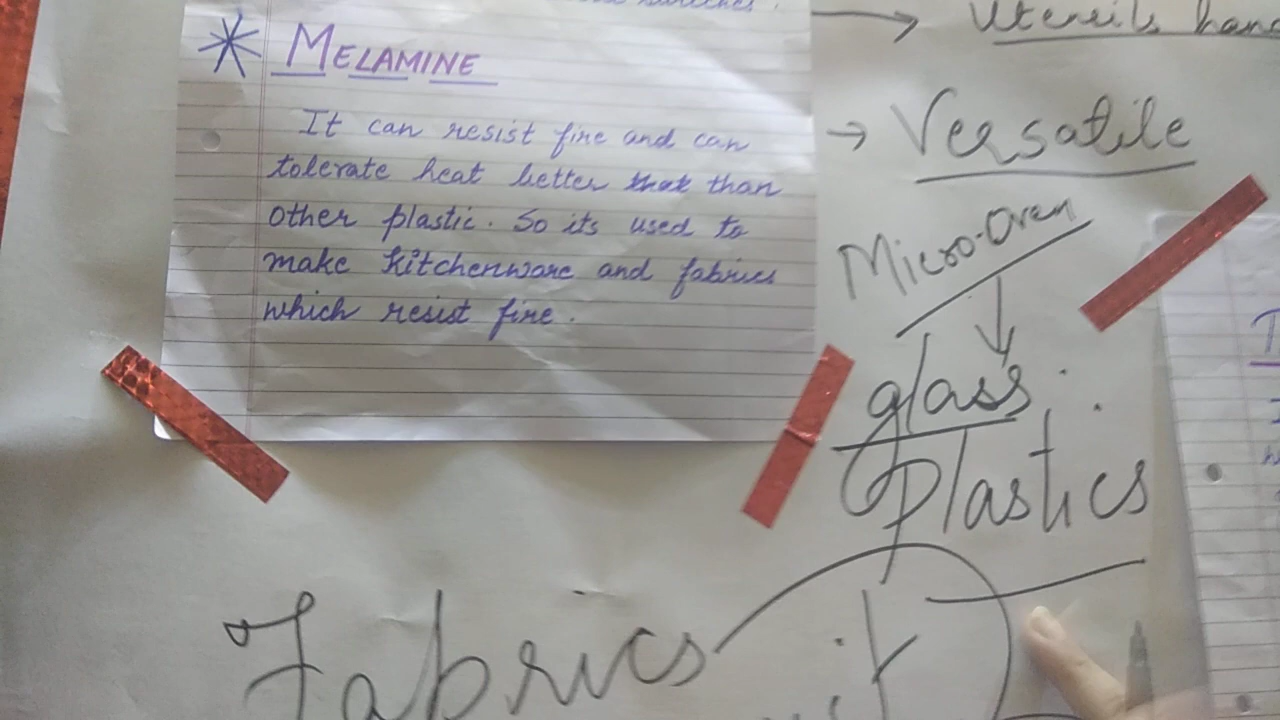 * MELAMINE
It can resist fire and can
tolerate heat better that than
other plastic. So its used to
make kitchenware and fabrics
which resist fire.
→ Utensils
→ Versatile
Micro-Oven
glass
Plastics
Fabrics